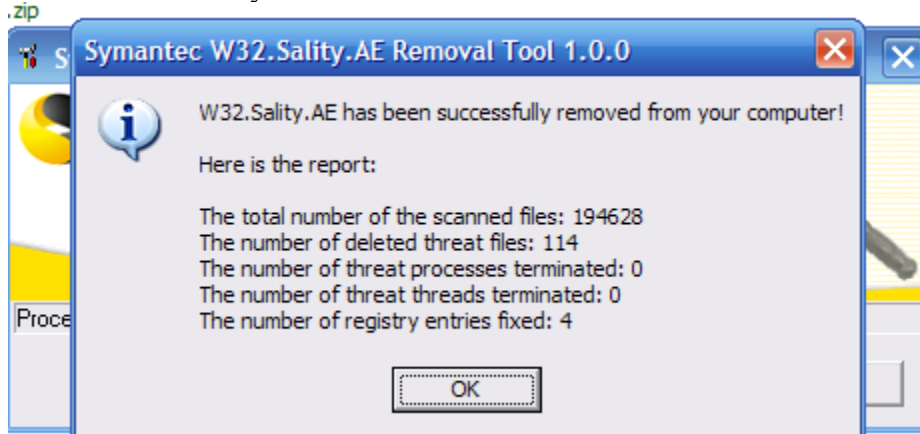 .zip
Symantec W32.Sality.AE Removal Tool 1.0.0
W32.Sality.AE has been successfully removed from your computer!
Here is the report:
The total number of the scanned files: 194628
The number of deleted threat files: 114
The number of threat processes terminated: 0
The number of threat threads terminated: 0
The number of registry entries fixed: 4
Proce
OK